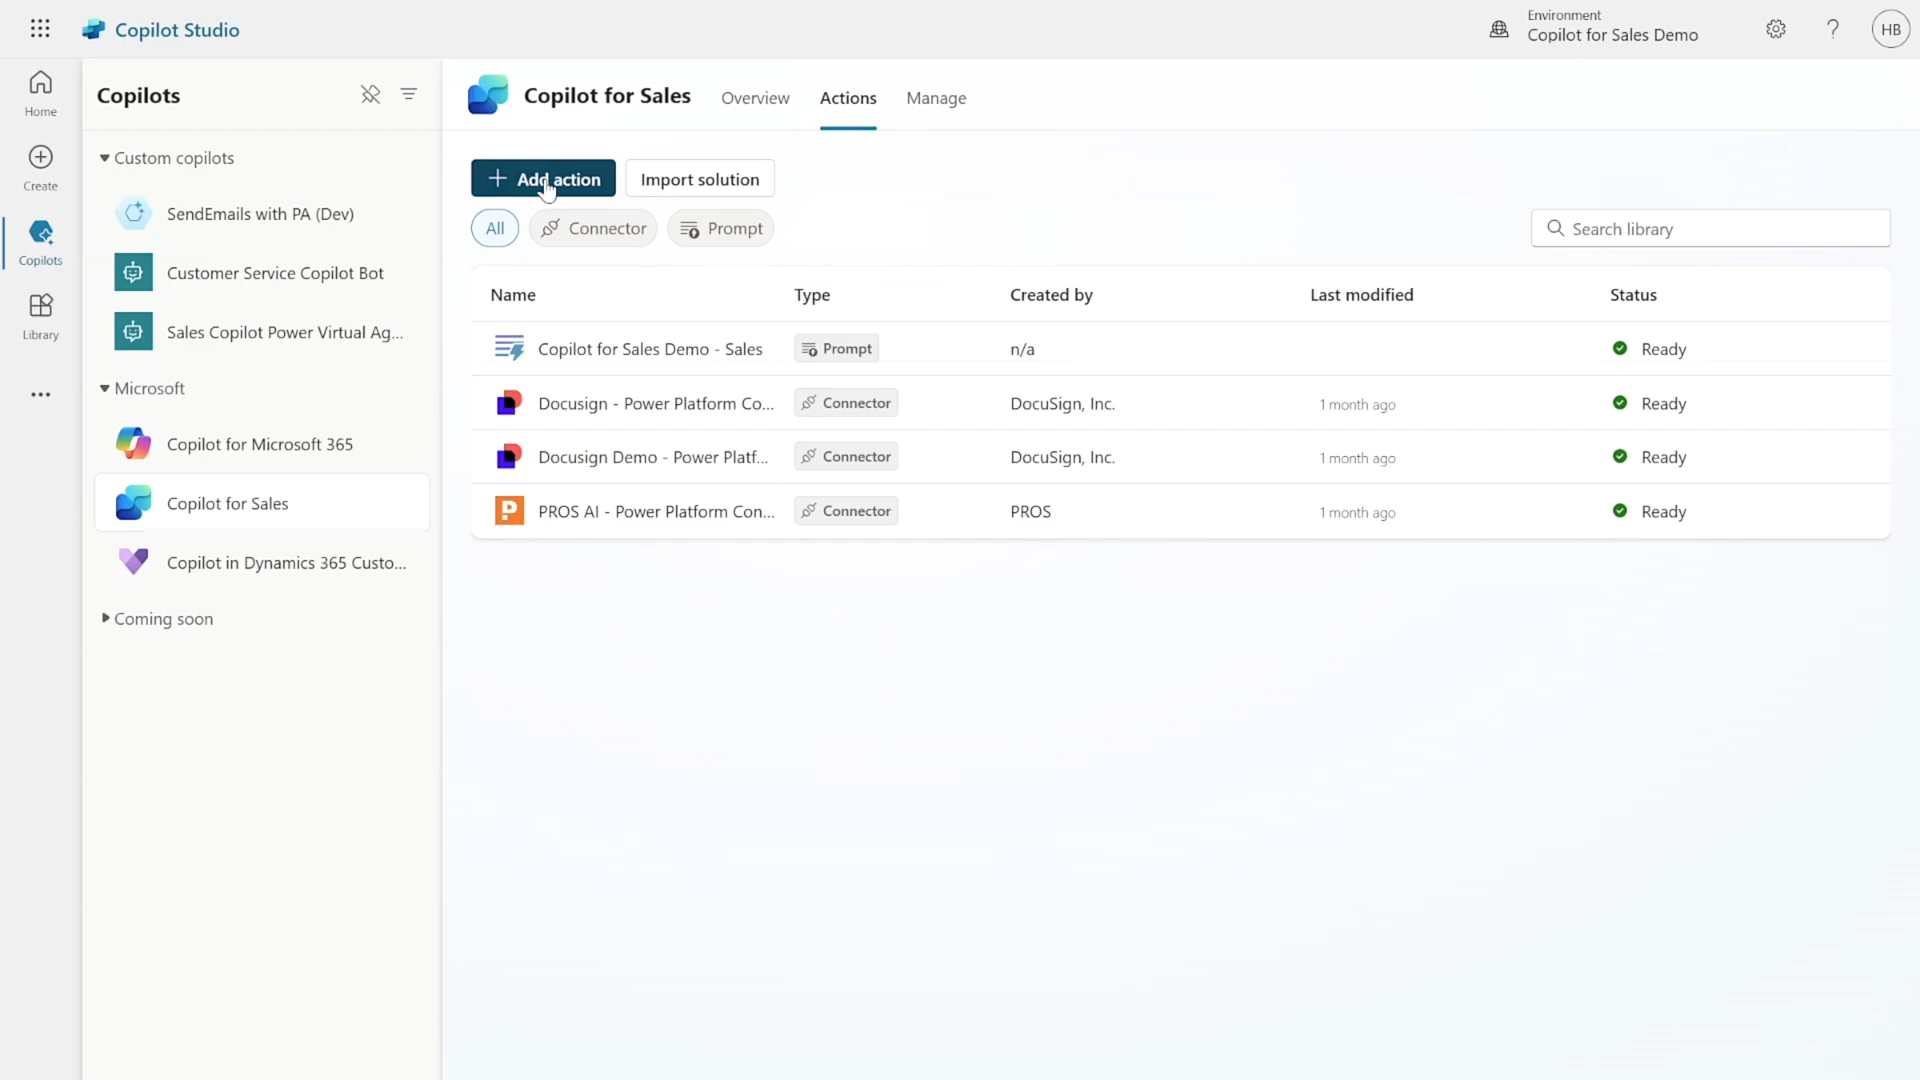 Copilot Studio
Environment
Copilot for Sales Demo
HB
Home
Create
Copilots
Library
Copilots
Custom copilots
SendEmails with PA (Dev)
Customer Service Copilot Bot
Sales Copilot Power Virtual Ag...
Microsoft
Copilot for Microsoft 365
Copilot for Sales
Copilot in Dynamics 365 Custo...
Coming soon
Copilot for Sales Overview Actions Manage
Add action Import solution
All Connector Prompt Search library
Name Type Created by Last modified Status
Copilot for Sales Demo - Sales Prompt n/a Ready
Docusign - Power Platform Co... Connector DocuSign, Inc. 1 month ago Ready
Docusign Demo - Power Platf... Connector DocuSign, Inc. 1 month ago Ready
PROS AI - Power Platform Con... Connector PROS 1 month ago Ready